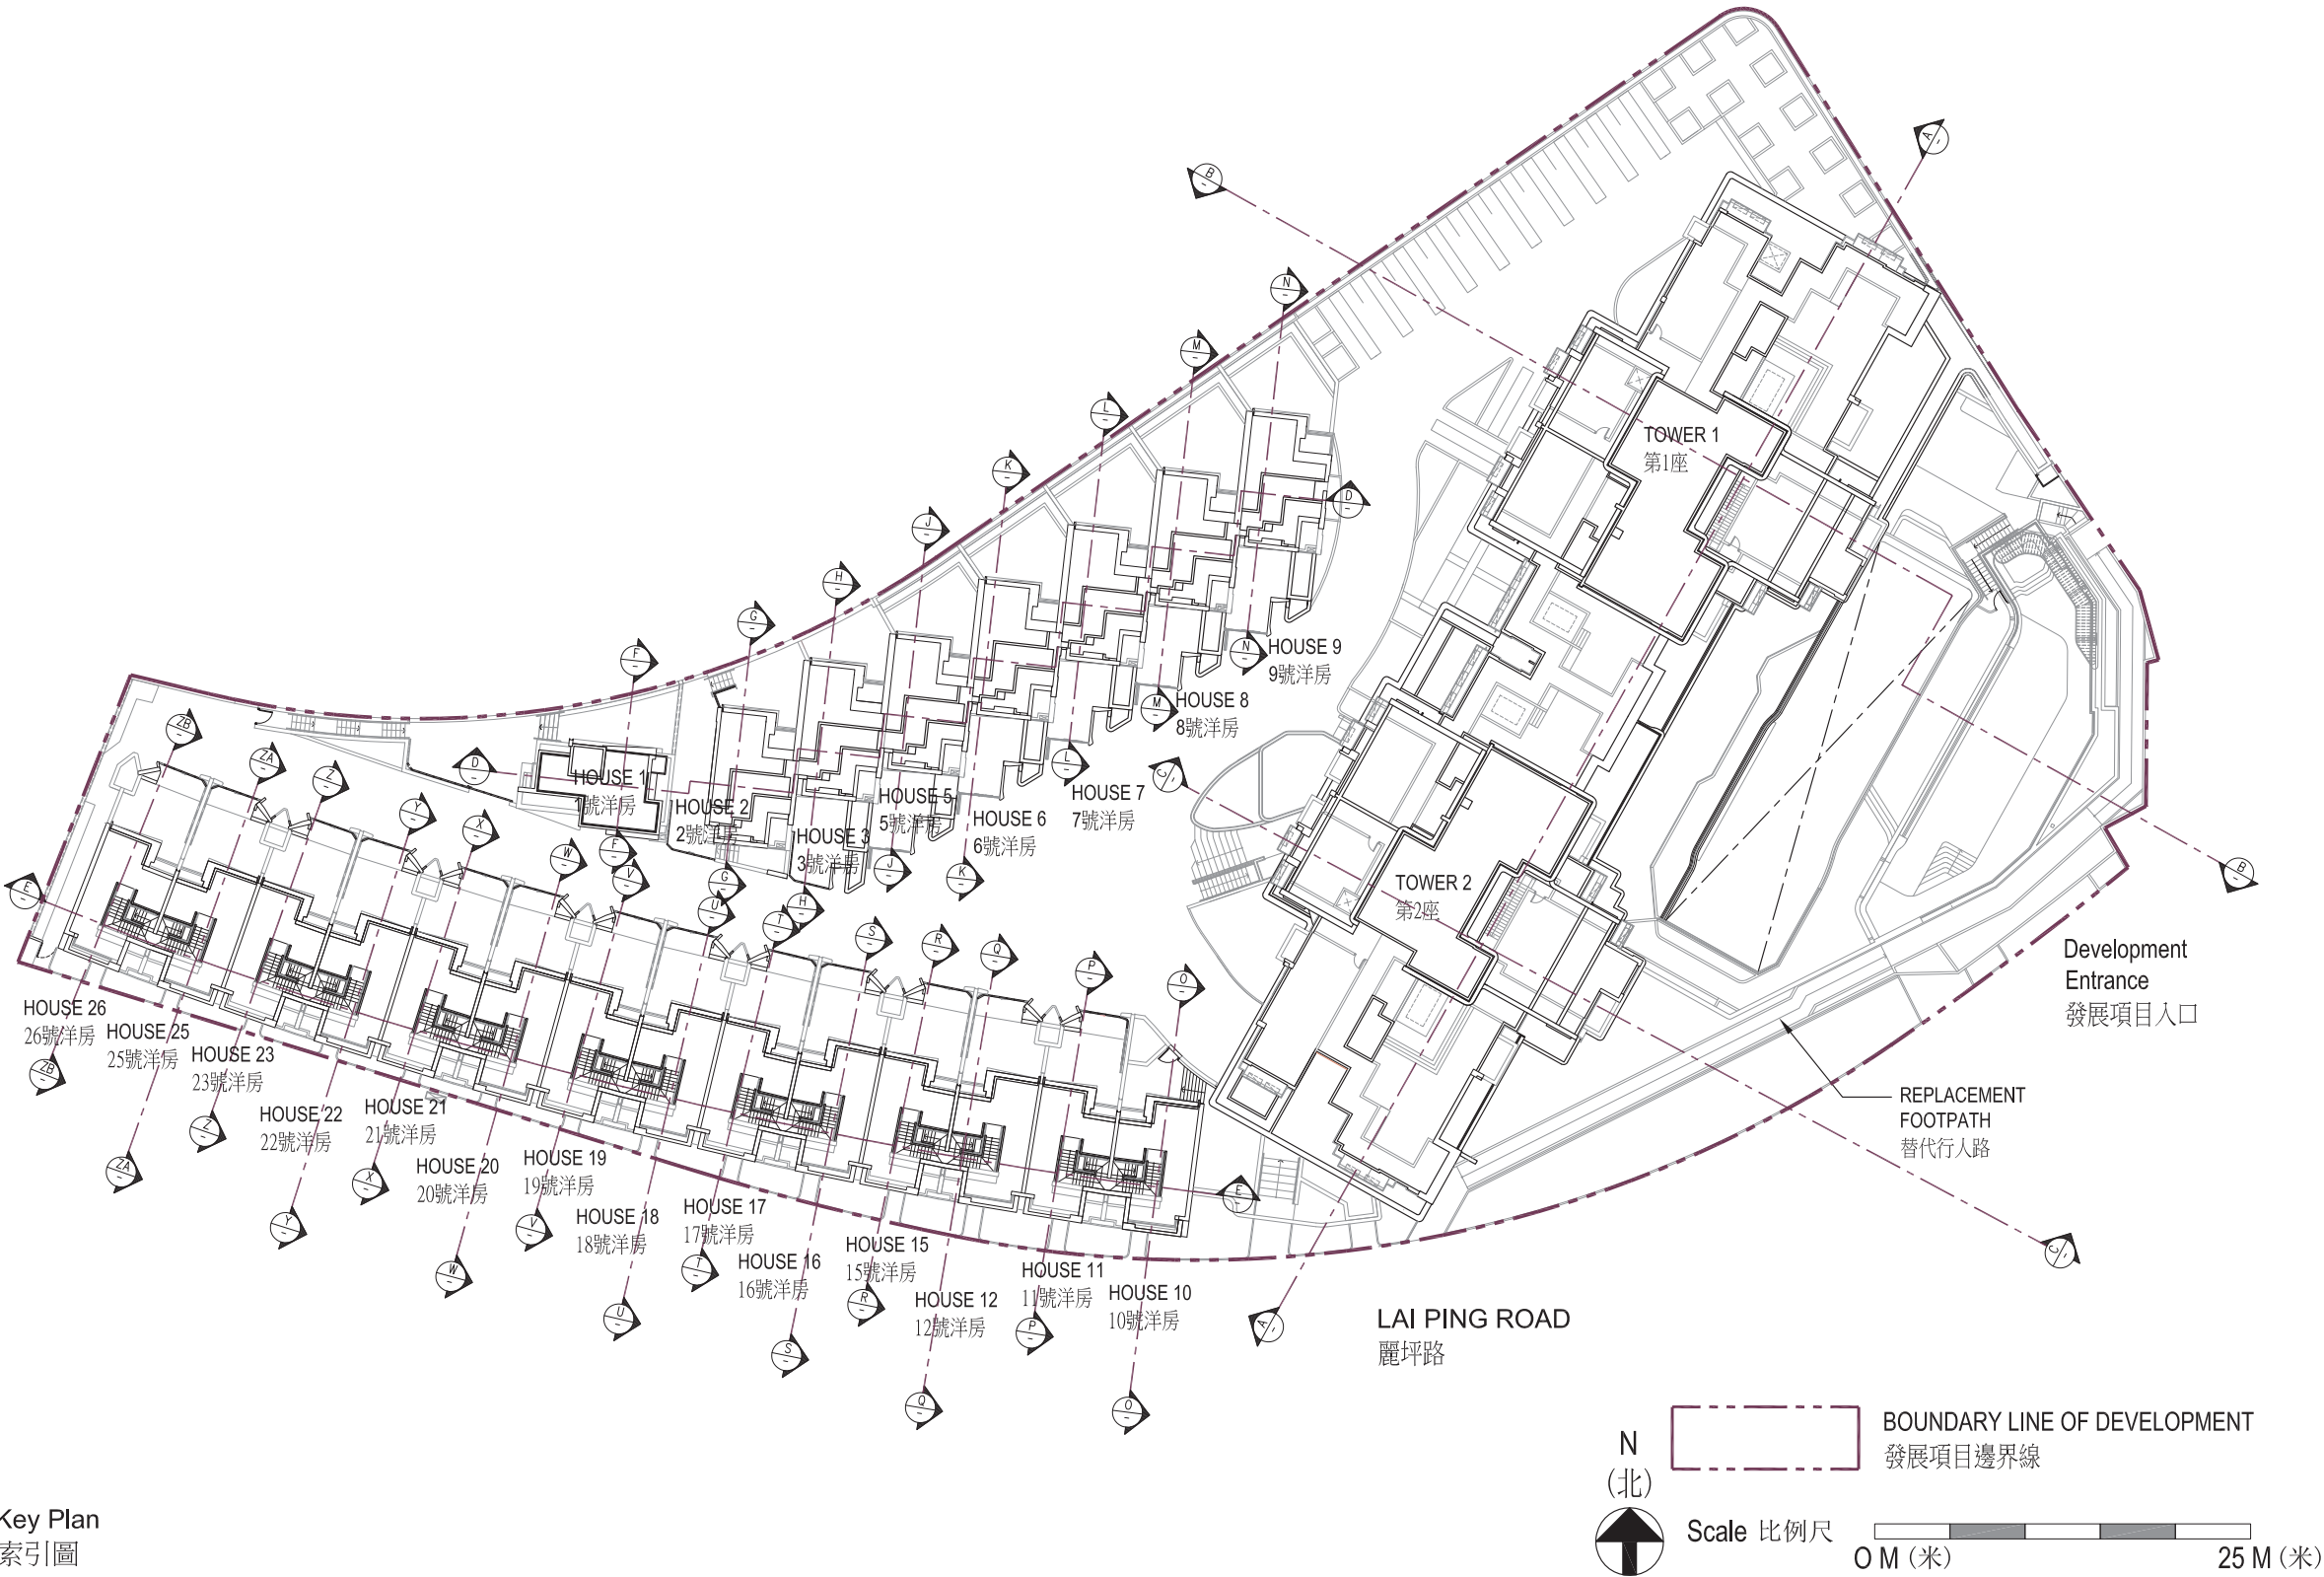 B
A
N
M
L
K
J
H
G
F
D
TOWER 1
第1座
HOUSE 9
9號洋房
N
HOUSE 8
8號洋房
M
HOUSE 7
7號洋房
L
HOUSE 6
6號洋房
K
HOUSE 5
5號洋房
J
HOUSE 3
3號洋房
H
HOUSE 2
2號洋房
G
HOUSE 1
1號洋房
F
D
C
TOWER 2
第2座
B
ZB
ZA
Z
Y
X
W
V
U
T
S
R
Q
P
O
E
E
Development
Entrance
發展項目入口
REPLACEMENT
FOOTPATH
替代行人路
HOUSE 26
26號洋房
HOUSE 25
25號洋房
HOUSE 23
23號洋房
HOUSE 22
22號洋房
HOUSE 21
21號洋房
HOUSE 20
20號洋房
HOUSE 19
19號洋房
HOUSE 18
18號洋房
HOUSE 17
17號洋房
HOUSE 16
16號洋房
HOUSE 15
15號洋房
HOUSE 12
12號洋房
HOUSE 11
11號洋房
HOUSE 10
10號洋房
ZB
ZA
Z
Y
X
W
V
U
T
S
R
Q
P
O
A
C
LAI PING ROAD
麗坪路
BOUNDARY LINE OF DEVELOPMENT
發展項目邊界線
N
(北)
Scale 比例尺
0 M (米)
25 M (米)
Key Plan
索引圖